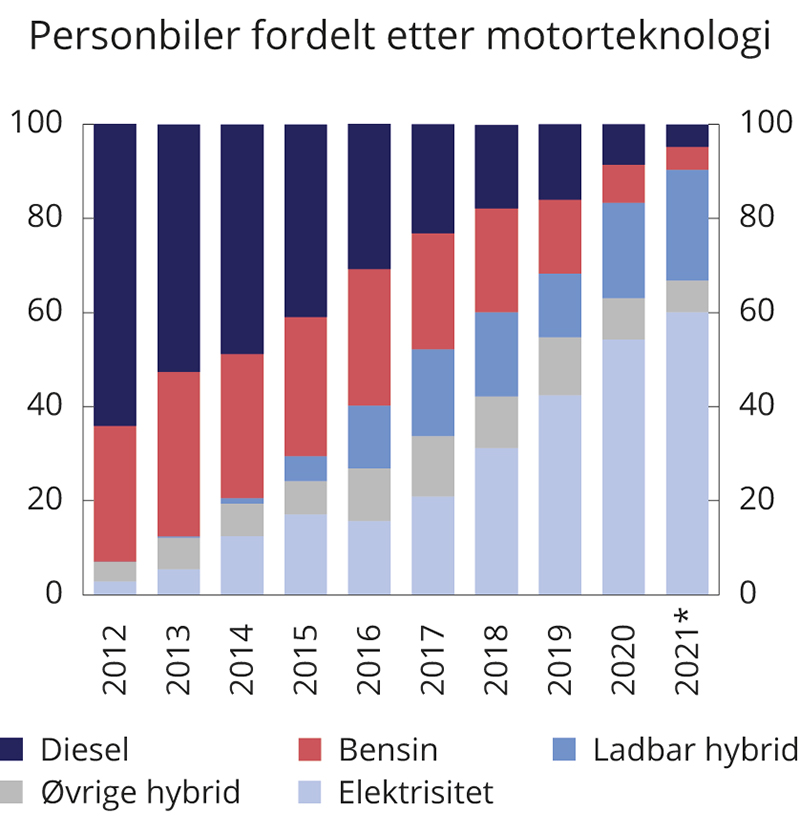 Personbiler fordelt etter motorteknologi
100 100
80 80
60 60
40 40
20 20
0 0
2012 2013 2014 2015 2016 2017 2018 2019 2020 2021*
Diesel Bensin Ladbar hybrid
Øvrige hybrid Elektrisitet